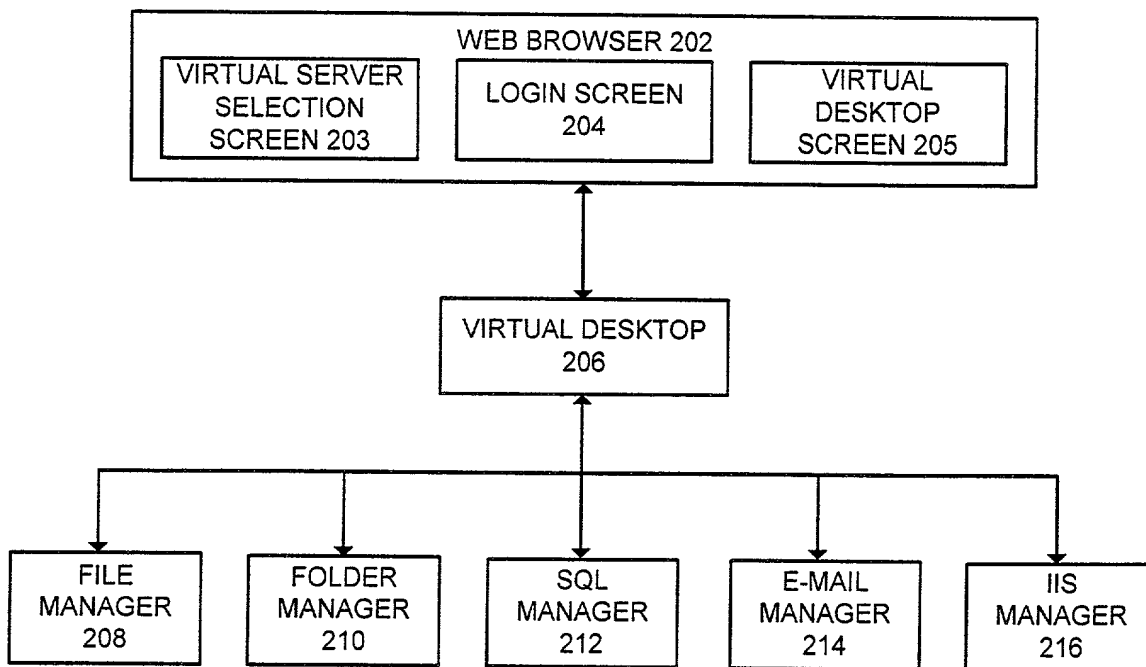 WEB BROWSER 202
VIRTUAL SERVER
SELECTION
SCREEN 203
LOGIN SCREEN
204
VIRTUAL
DESKTOP
SCREEN 205
VIRTUAL DESKTOP
206
FILE
MANAGER
208
FOLDER
MANAGER
210
SQL
MANAGER
212
E-MAIL
MANAGER
214
IIS
MANAGER
216